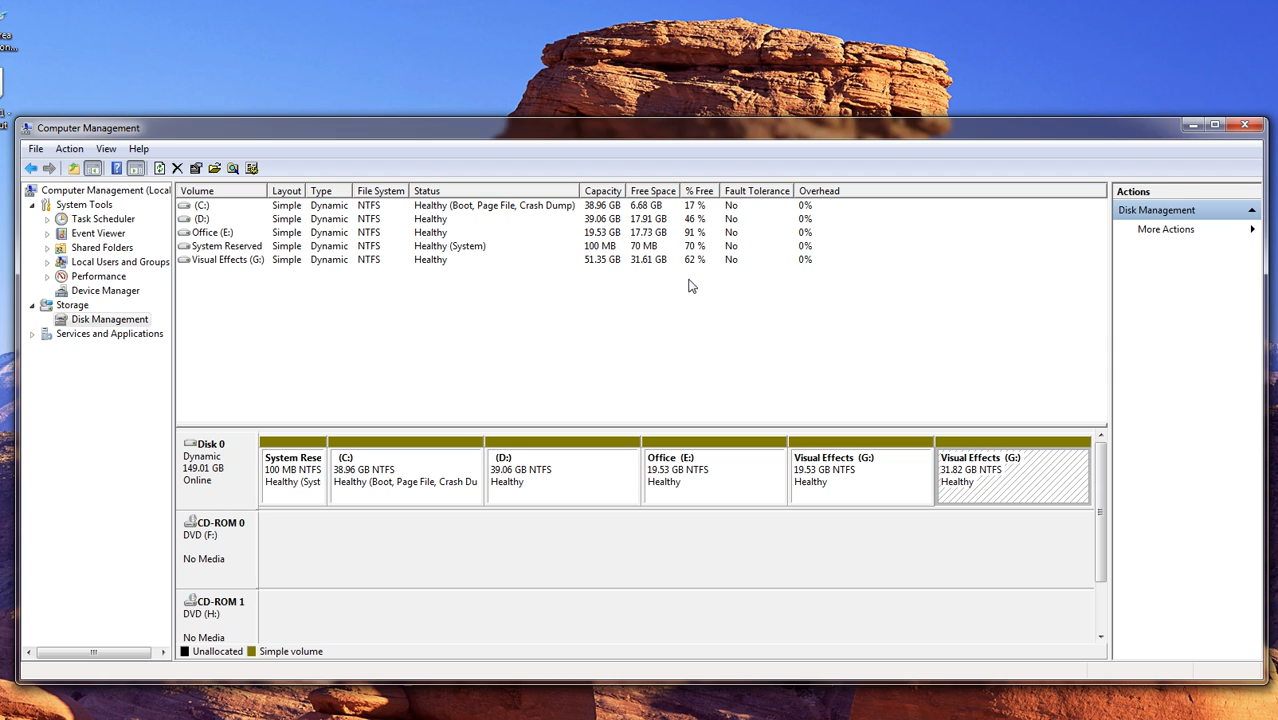 rea
on...
1 -
ut
Computer Management
File Action View Help
Computer Management (Local
System Tools
Task Scheduler
Event Viewer
Shared Folders
Local Users and Groups
Performance
Device Manager
Storage
Disk Management
Services and Applications
Volume Layout Type File System Status Capacity Free Space % Free Fault Tolerance Overhead
(C:) Simple Dynamic NTFS Healthy (Boot, Page File, Crash Dump) 38.96 GB 6.68 GB 17 % No 0%
(D:) Simple Dynamic NTFS Healthy 39.06 GB 17.91 GB 46 % No 0%
Office (E:) Simple Dynamic NTFS Healthy 19.53 GB 17.73 GB 91 % No 0%
System Reserved Simple Dynamic NTFS Healthy (System) 100 MB 70 MB 70 % No 0%
Visual Effects (G:) Simple Dynamic NTFS Healthy 51.35 GB 31.61 GB 62 % No 0%
Disk 0
Dynamic
149.01 GB
Online
System Rese
100 MB NTFS
Healthy (Syst
(C:)
38.96 GB NTFS
Healthy (Boot, Page File, Crash Du
(D:)
39.06 GB NTFS
Healthy
Office (E:)
19.53 GB NTFS
Healthy
Visual Effects (G:)
19.53 GB NTFS
Healthy
Visual Effects (G:)
31.82 GB NTFS
Healthy
CD-ROM 0
DVD (F:)
No Media
CD-ROM 1
DVD (H:)
No Media
Unallocated Simple volume
Actions
Disk Management
More Actions